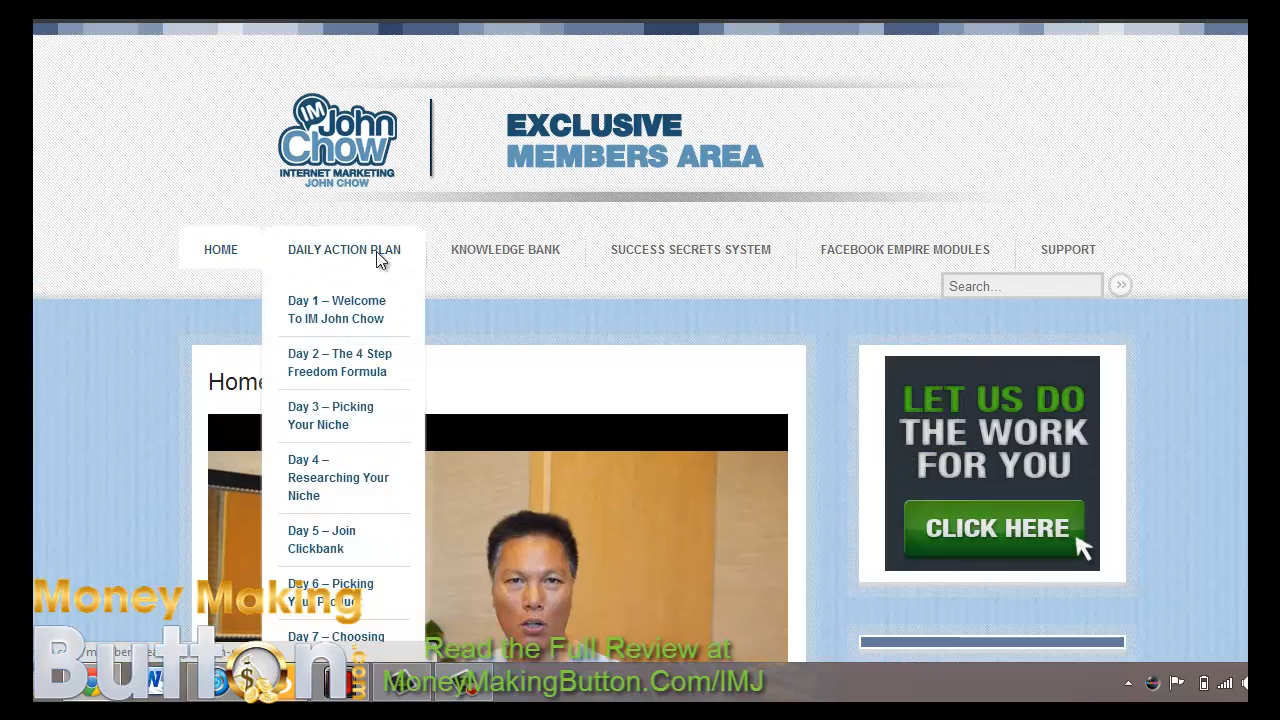 IM
John
Chow
INTERNET MARKETING
JOHN CHOW
EXCLUSIVE
MEMBERS AREA
HOME
DAILY ACTION PLAN
KNOWLEDGE BANK
SUCCESS SECRETS SYSTEM
FACEBOOK EMPIRE MODULES
SUPPORT
Search...
Day 1 – Welcome
To IM John Chow
Day 2 – The 4 Step
Freedom Formula
Day 3 – Picking
Your Niche
Day 4 –
Researching Your
Niche
Day 5 – Join
Clickbank
Day 6 – Picking
Your Product
Day 7 – Choosing
Home
LET US DO
THE WORK
FOR YOU
CLICK HERE
Money Making
Button
.com
Read the Full Review at
MoneyMakingButton.Com/IMJ